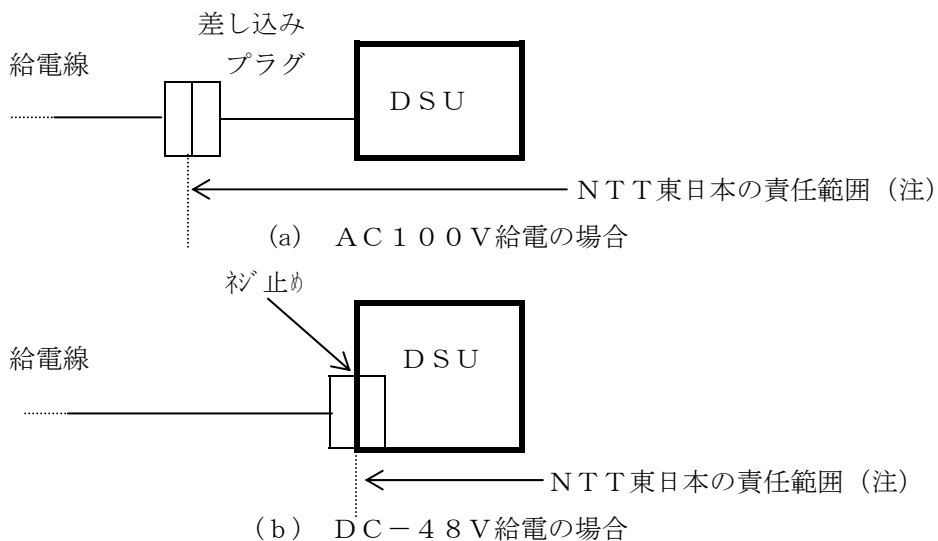 差し込み
プラグ
給電線
ＤＳＵ
ＮＴＴ東日本の責任範囲（注）
(a)　ＡＣ１００Ｖ給電の場合
ﾈｼﾞ止め
給電線
ＤＳＵ
ＮＴＴ東日本の責任範囲（注）
（ｂ）　ＤＣ－４８Ｖ給電の場合